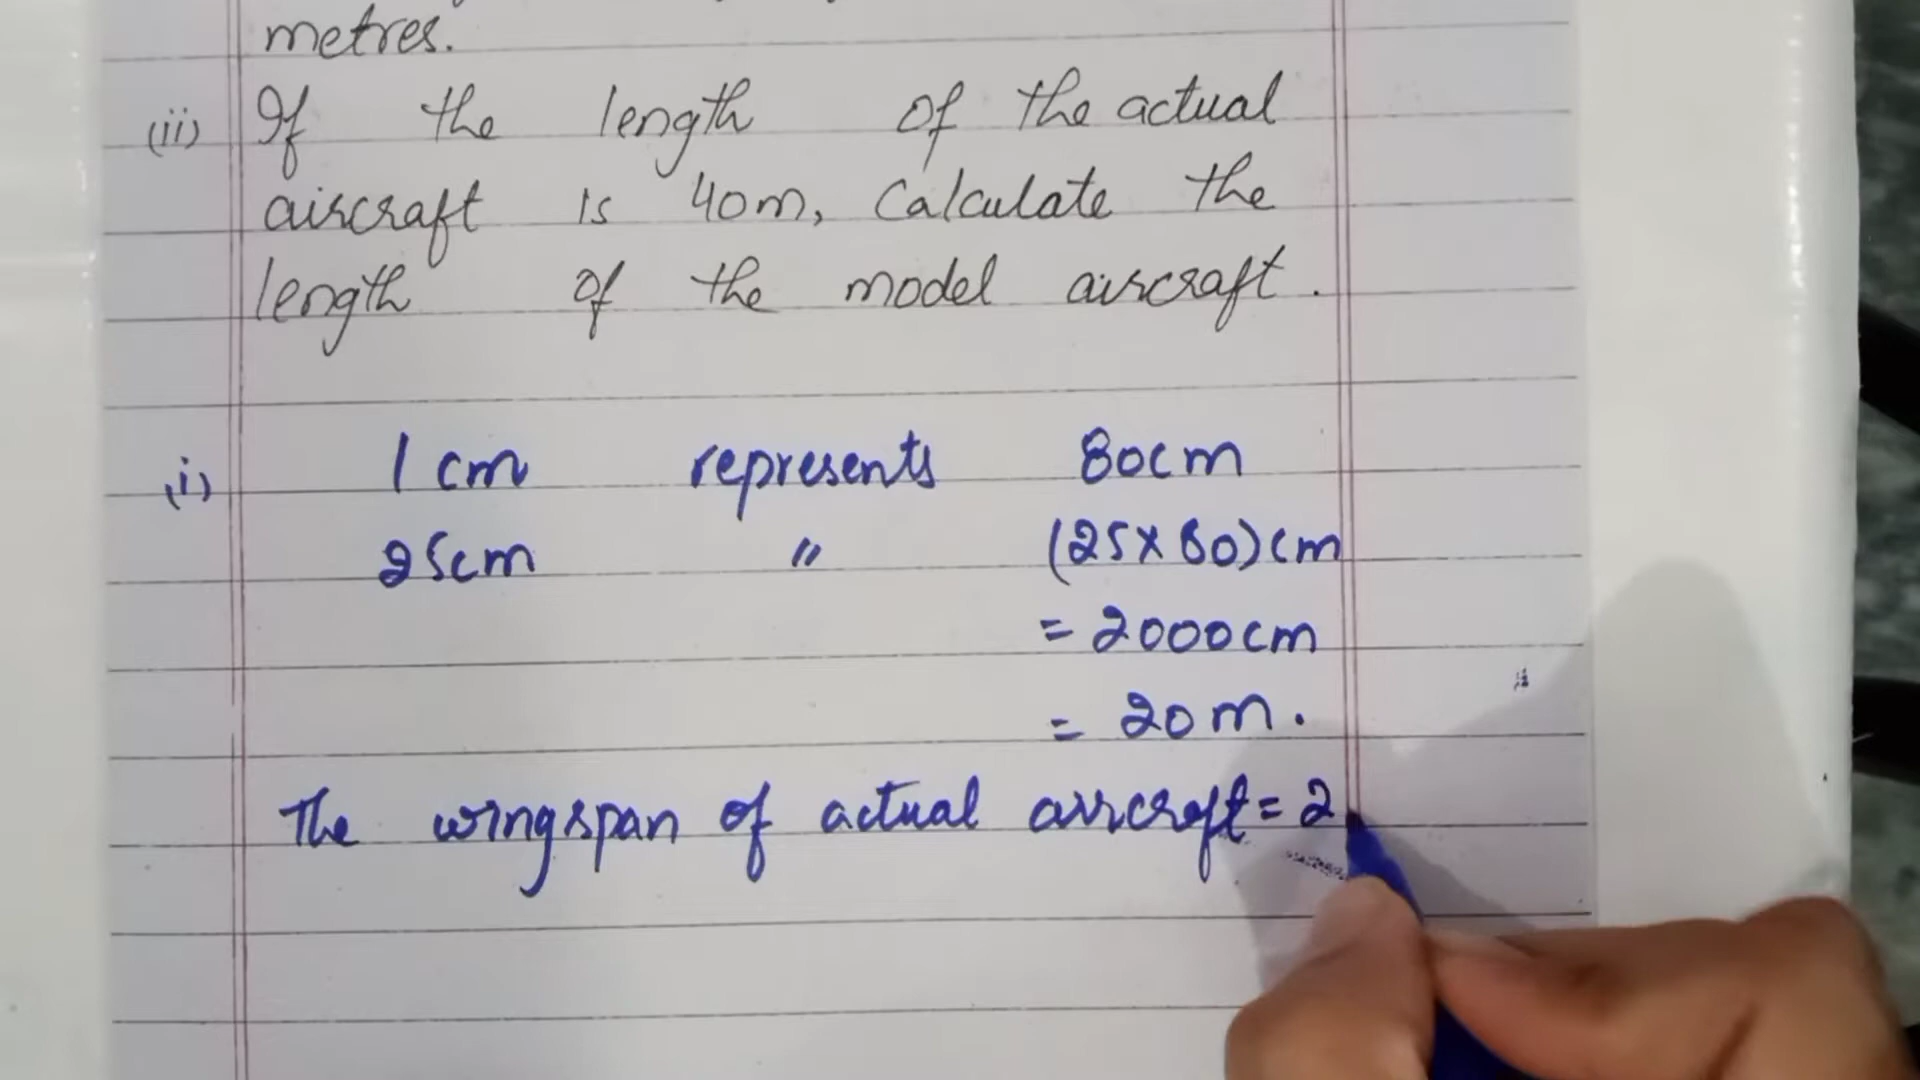 metres.
(ii) If the length of the actual
aircraft is 40m, Calculate the
length of the model aircraft.
(i) 1 cm represents 80cm
25cm " (25×80)cm
= 2000cm
= 20m.
The wingspan of actual aircraft = 2